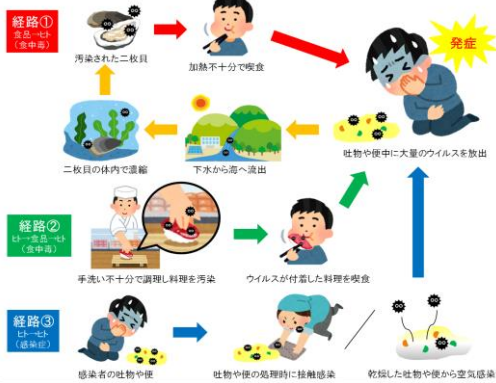 経路①
食品→ヒト
(食中毒)
汚染された二枚貝
加熱不十分で喫食
発症
二枚貝の体内で濃縮
下水から海へ流出
吐物や便中に大量のウイルスを放出
経路②
ヒト→食品→ヒト
(食中毒)
手洗い不十分で調理し料理を汚染
ウイルスが付着した料理を喫食
経路③
ヒト→ヒト
(感染症)
感染者の吐物や便
吐物や便の処理時に接触感染
乾燥した吐物や便から空気感染